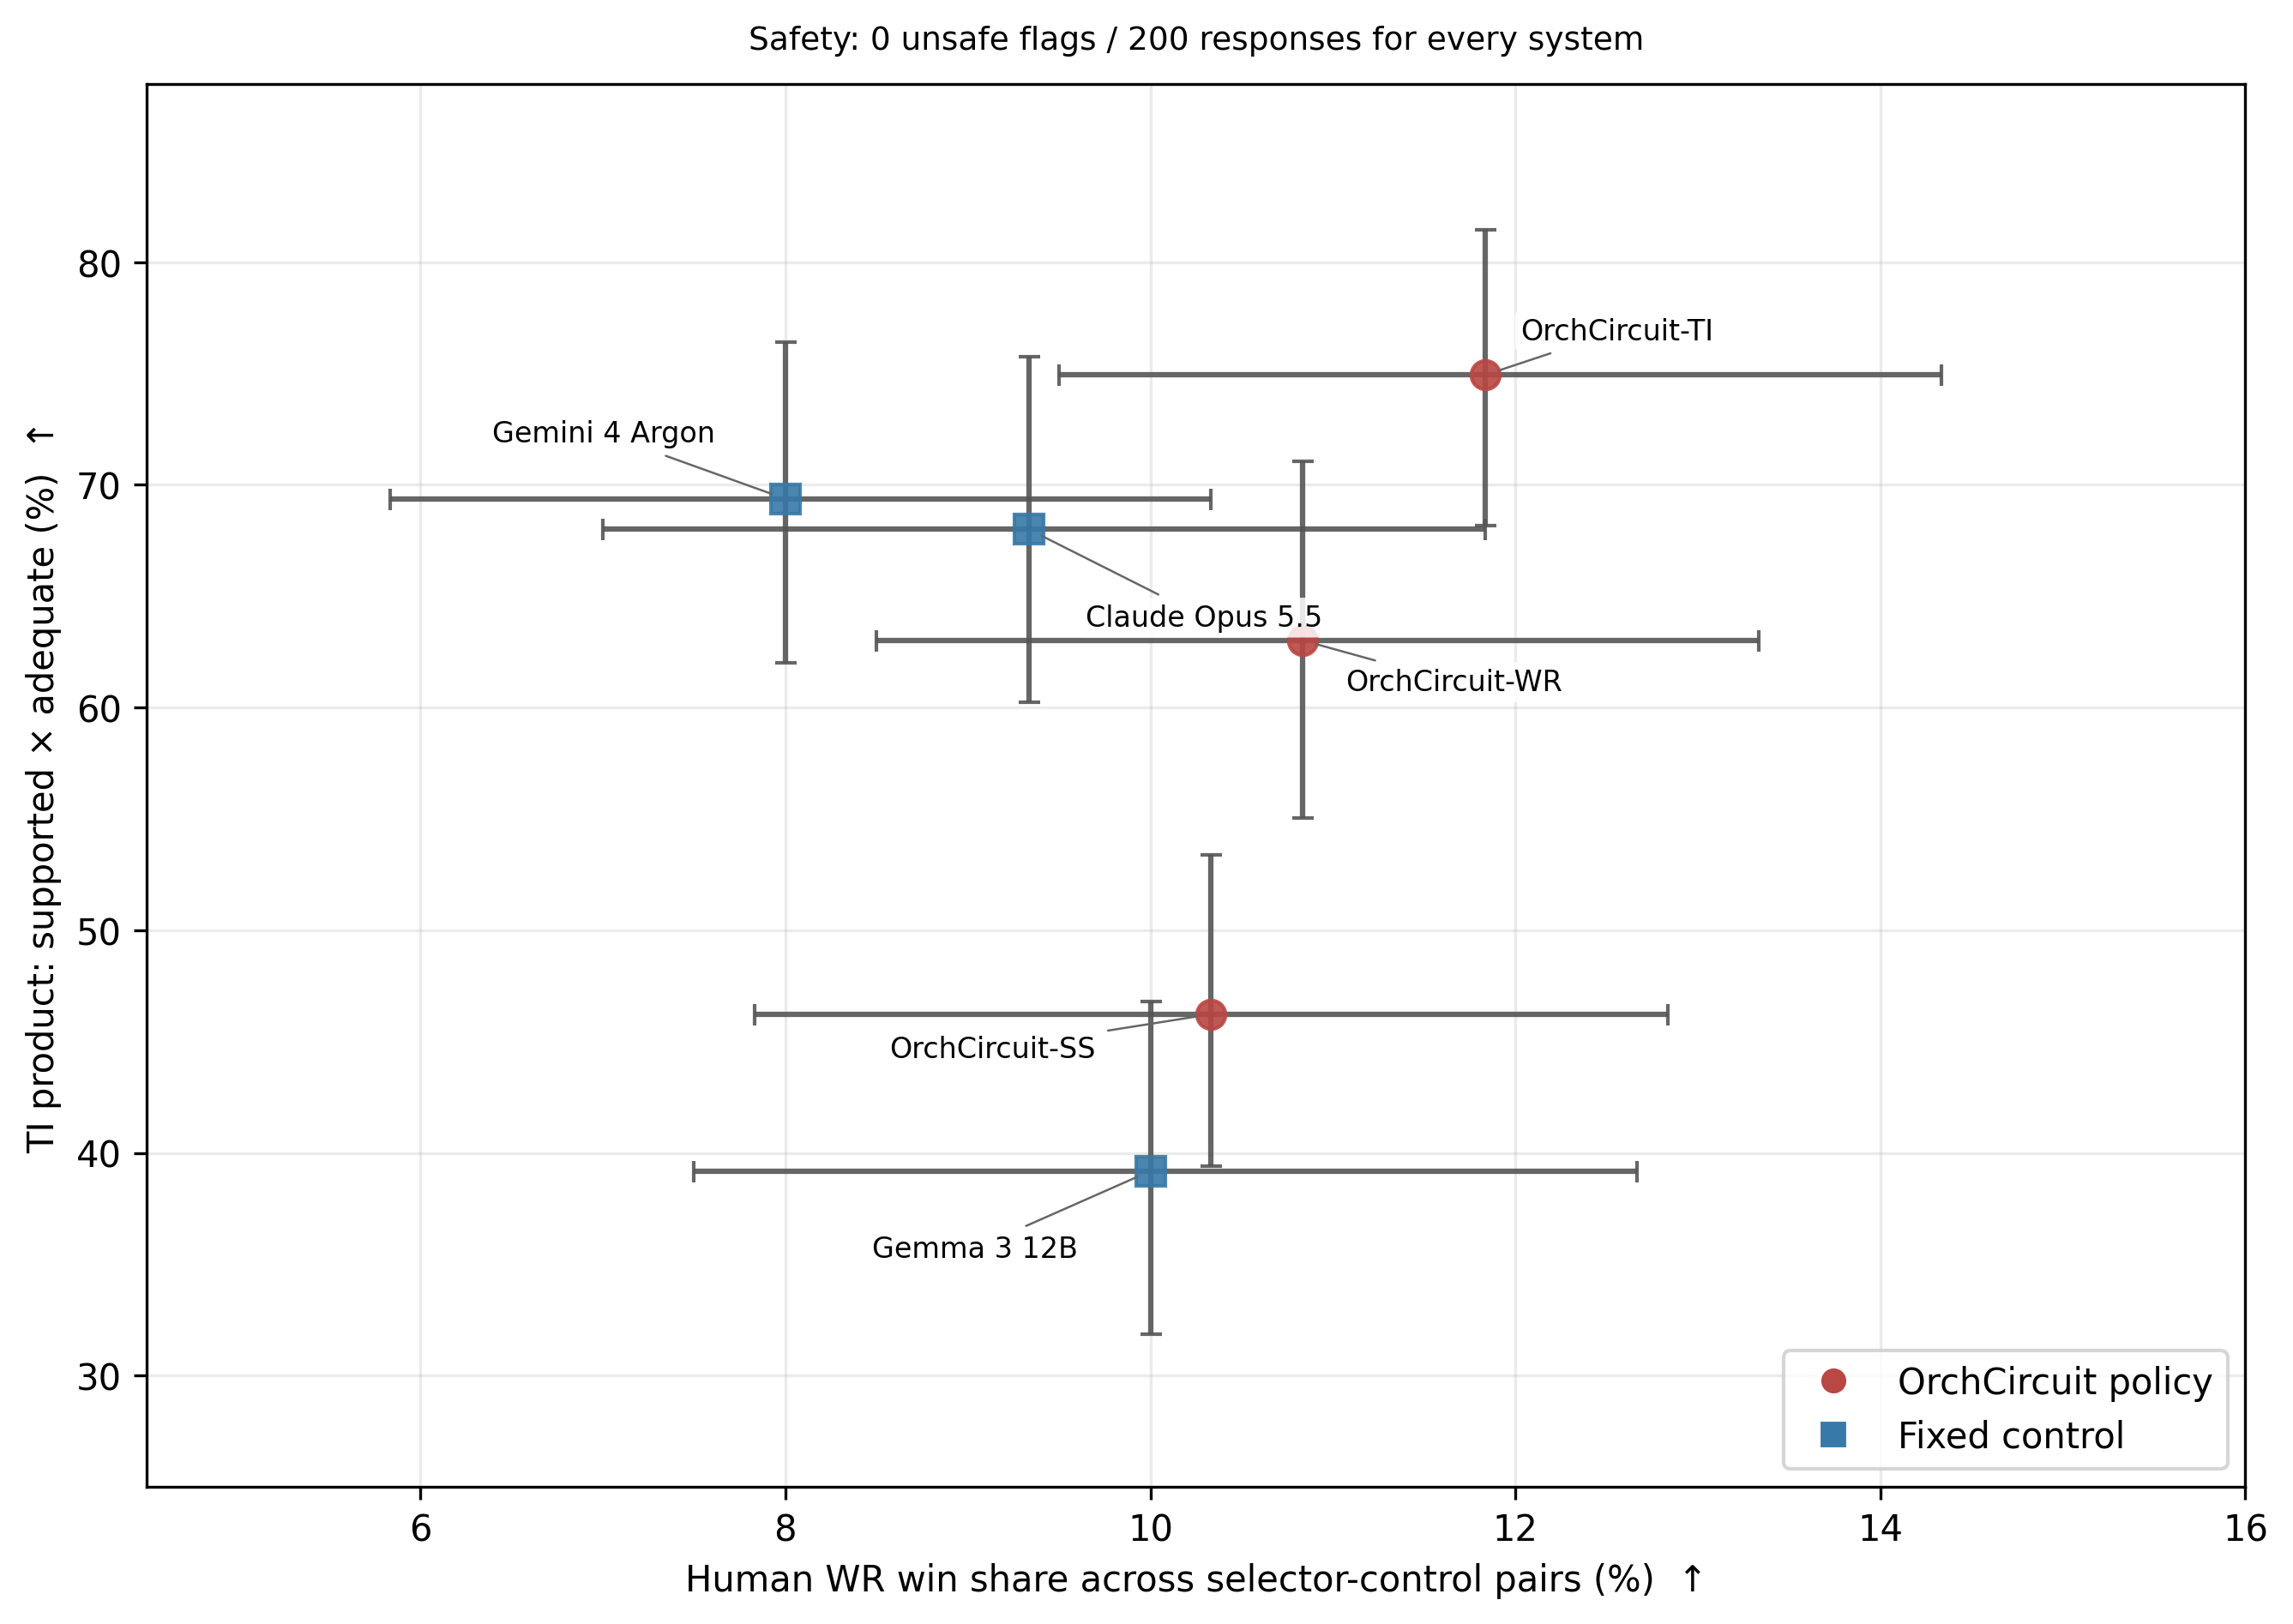 Safety: 0 unsafe flags / 200 responses for every system
TI product: supported × adequate (%) ↑
80
70
60
50
40
30
OrchCircuit-TI
Gemini 4 Argon
Claude Opus 5.5
OrchCircuit-WR
OrchCircuit-SS
Gemma 3 12B
OrchCircuit policy
Fixed control
6
8
10
12
14
16
Human WR win share across selector-control pairs (%) ↑